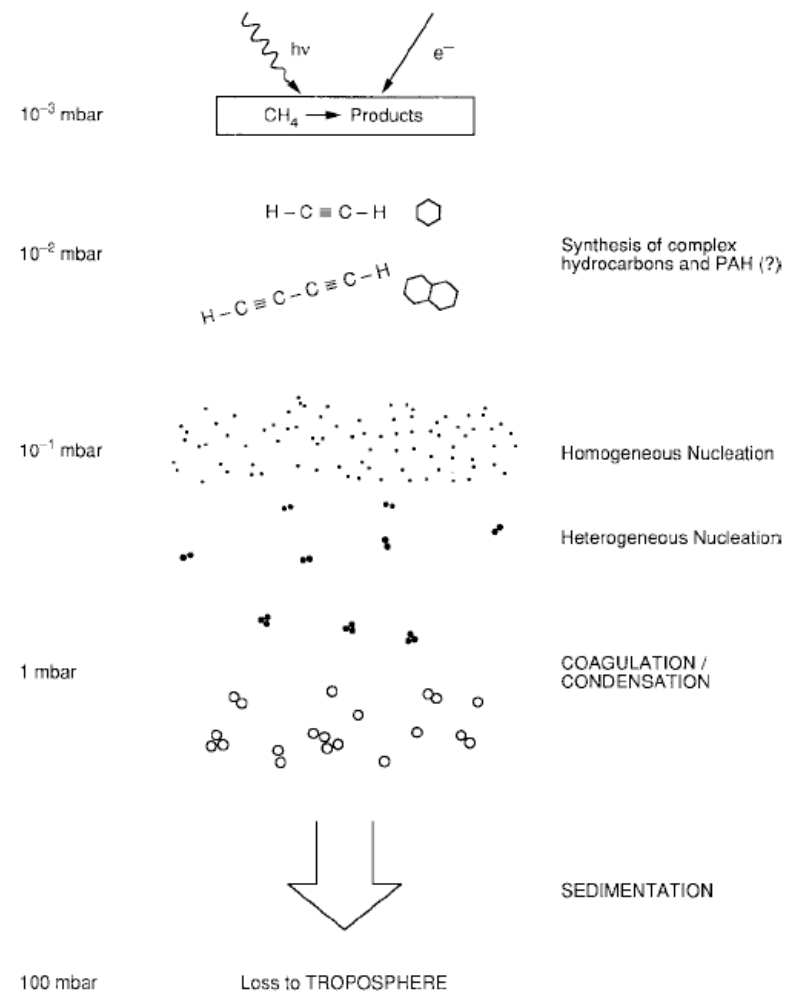 hν
e⁻
10⁻³ mbar
CH₄ → Products
H – C ≡ C – H
10⁻² mbar
Synthesis of complex
hydrocarbons and PAH (?)
H – C ≡ C – C ≡ C – H
10⁻¹ mbar
Homogeneous Nucleation
Heterogeneous Nucleation
1 mbar
COAGULATION /
CONDENSATION
SEDIMENTATION
100 mbar
Loss to TROPOSPHERE